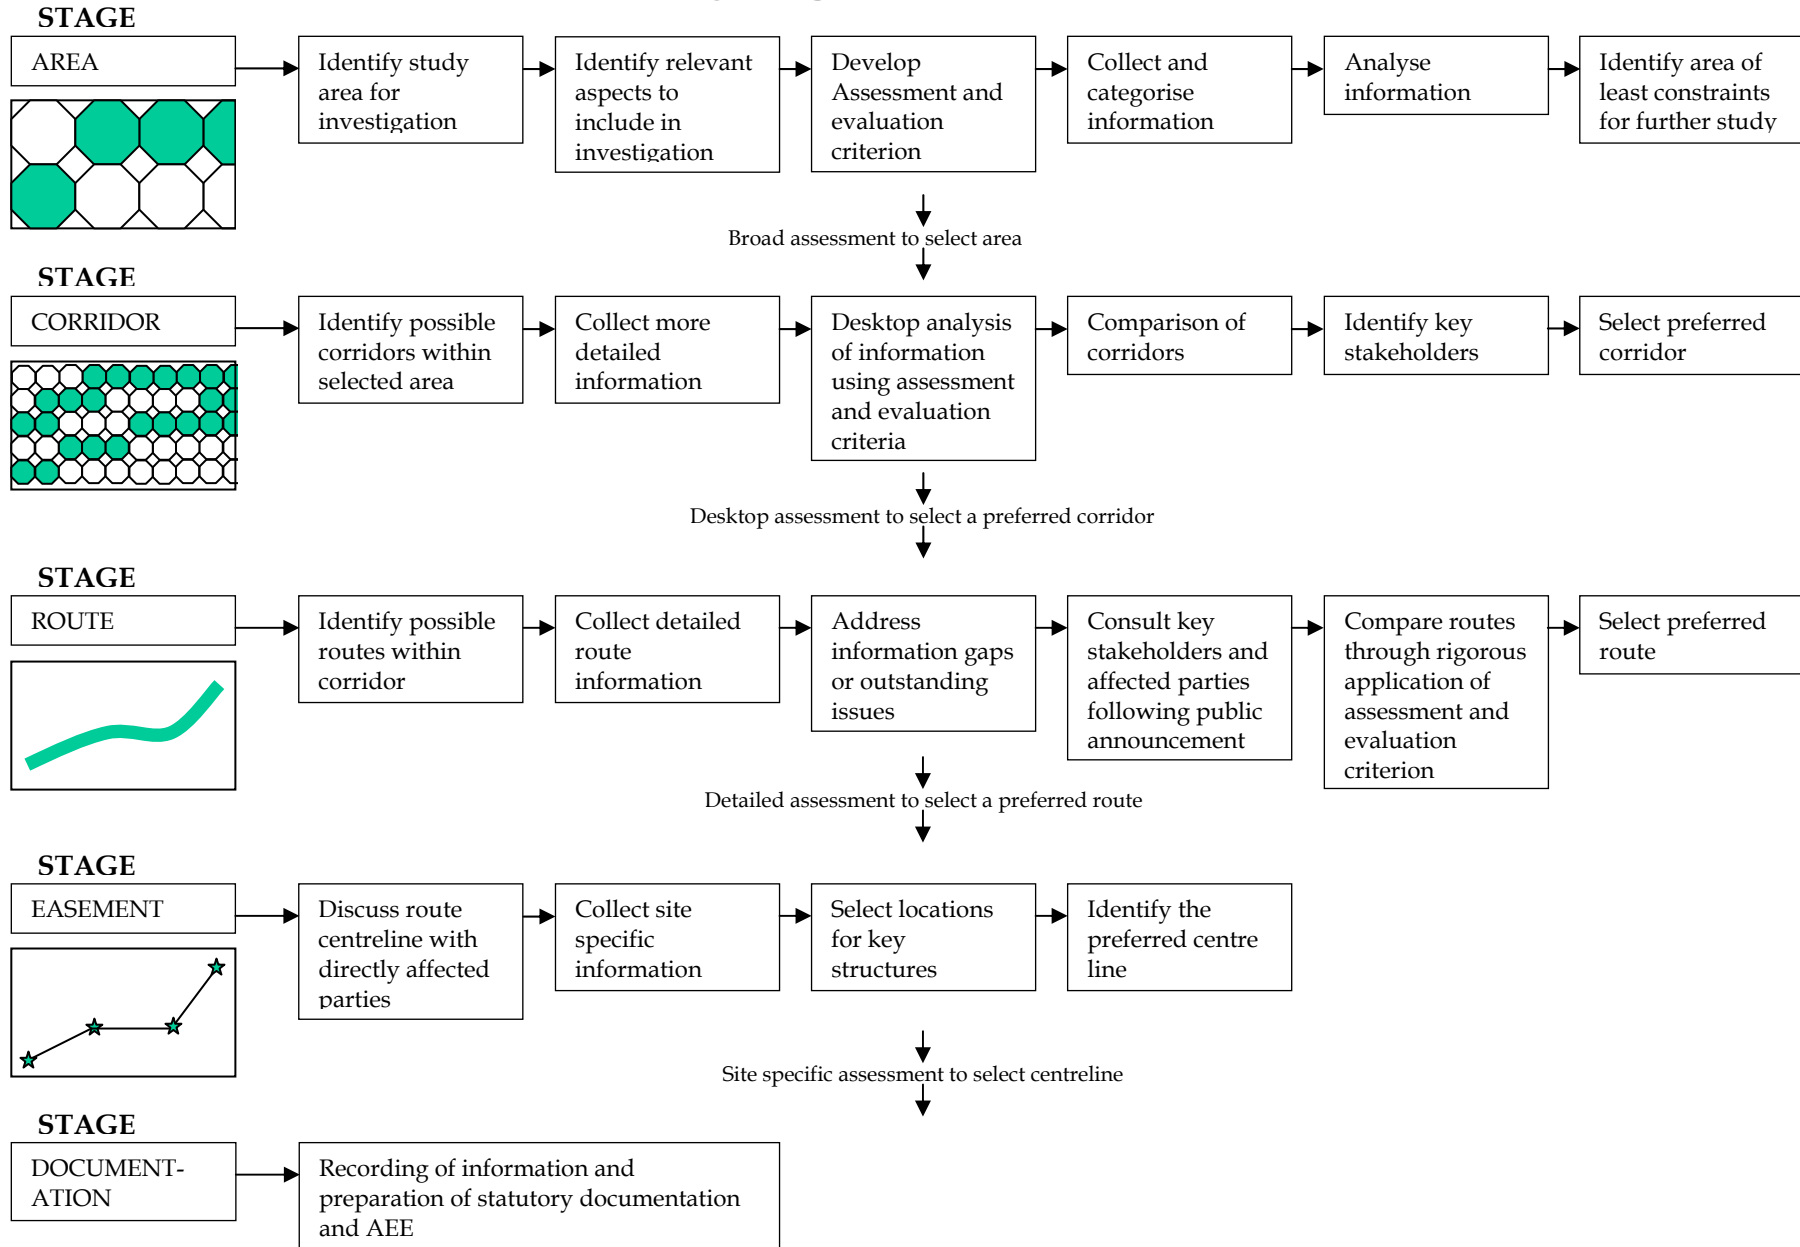 STAGE
AREA
Identify study
area for
investigation
Identify relevant
aspects to
include in
investigation
Develop
Assessment and
evaluation
criterion
Collect and
categorise
information
Analyse
information
Identify area of
least constraints
for further study
Broad assessment to select area
STAGE
CORRIDOR
Identify possible
corridors within
selected area
Collect more
detailed
information
Desktop analysis
of information
using assessment
and evaluation
criteria
Comparison of
corridors
Identify key
stakeholders
Select preferred
corridor
Desktop assessment to select a preferred corridor
STAGE
ROUTE
Identify possible
routes within
corridor
Collect detailed
route
information
Address
information gaps
or outstanding
issues
Consult key
stakeholders and
affected parties
following public
announcement
Compare routes
through rigorous
application of
assessment and
evaluation
criterion
Select preferred
route
Detailed assessment to select a preferred route
STAGE
EASEMENT
Discuss route
centreline with
directly affected
parties
Collect site
specific
information
Select locations
for key
structures
Identify the
preferred centre
line
Site specific assessment to select centreline
STAGE
DOCUMENT-
ATION
Recording of information and
preparation of statutory documentation
and AEE